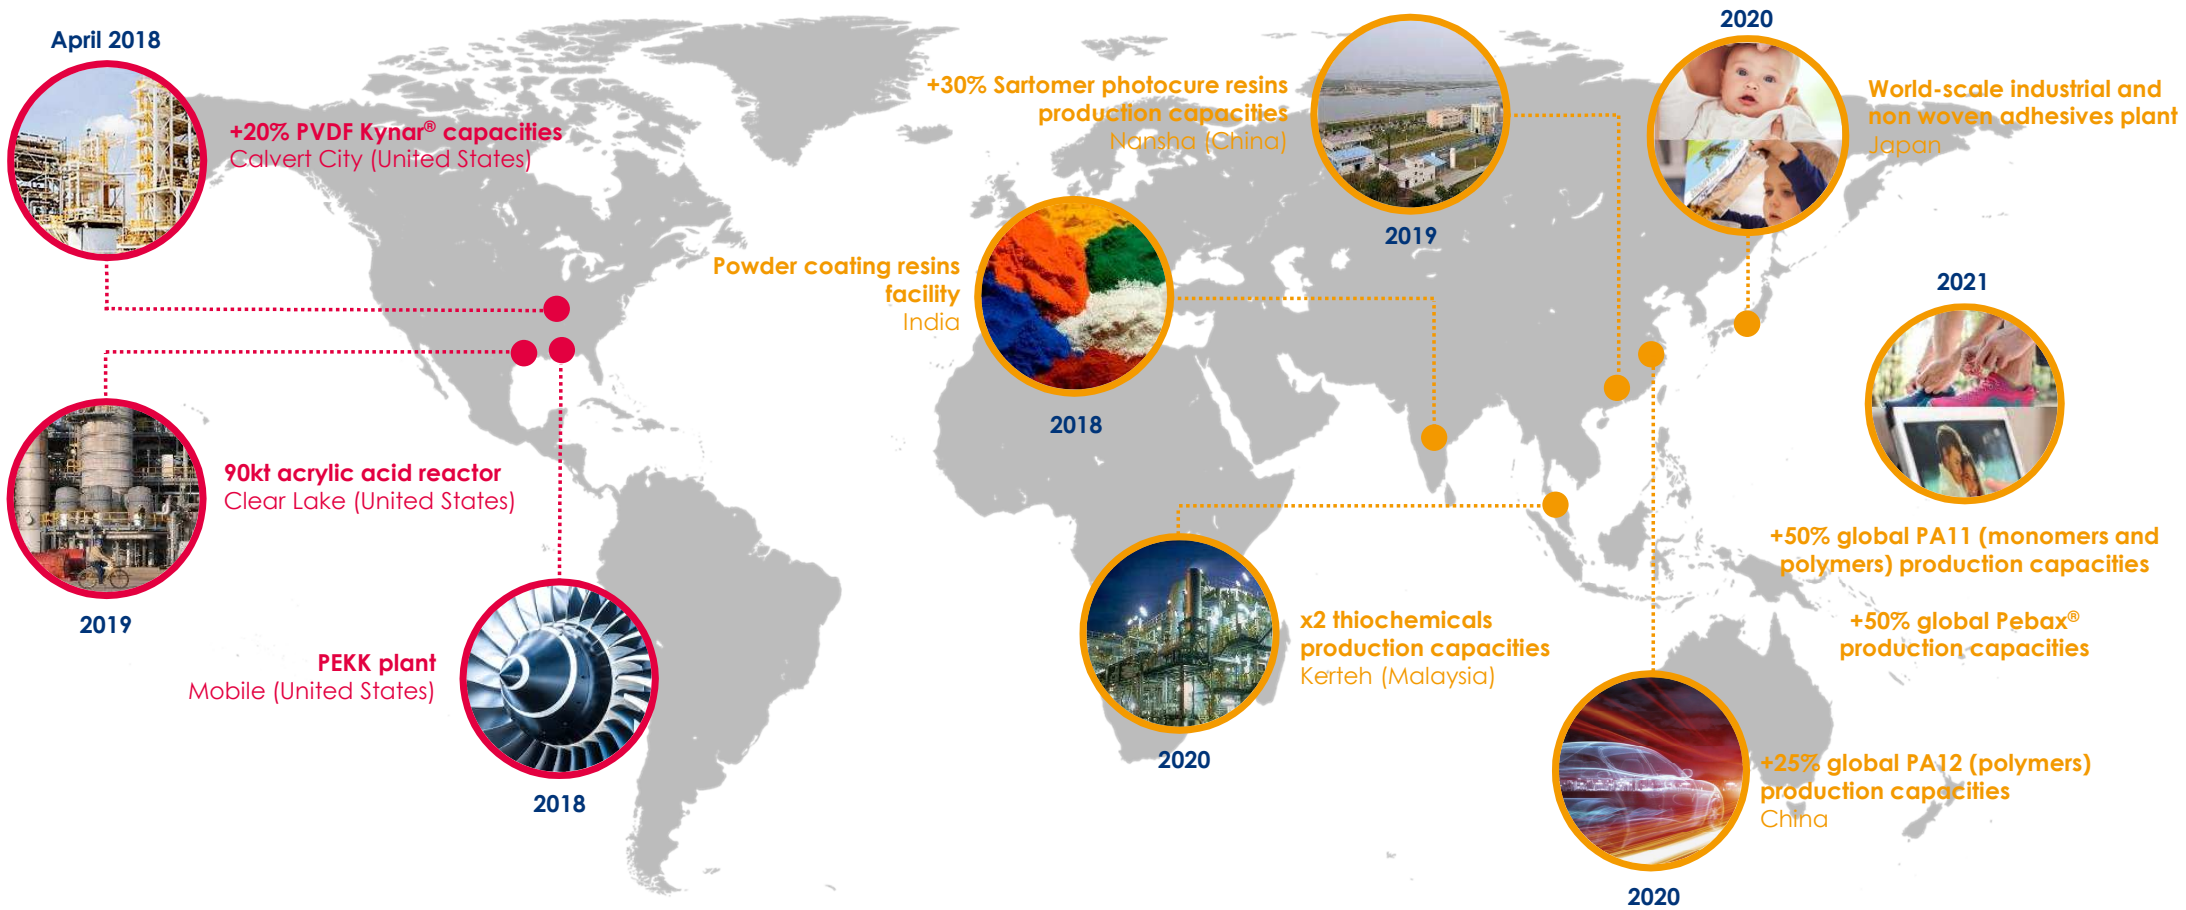 April 2018
+20% PVDF Kynar® capacities
Calvert City (United States)
90kt acrylic acid reactor
Clear Lake (United States)
2019
PEKK plant
Mobile (United States)
2018
+30% Sartomer photocure resins
production capacities
Nansha (China)
2019
Powder coating resins
facility
India
2018
x2 thiochemicals
production capacities
Kerteh (Malaysia)
2020
2020
World-scale industrial and
non woven adhesives plant
Japan
2021
+50% global PA11 (monomers and
polymers) production capacities
+50% global Pebax®
production capacities
+25% global PA12 (polymers)
production capacities
China
2020